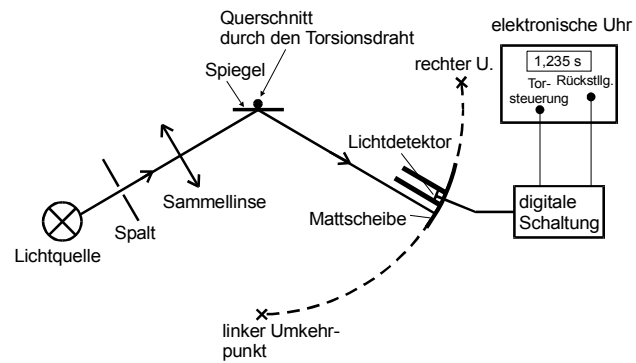 Querschnitt
durch den Torsionsdraht
Spiegel
elektronische Uhr
1,235 s
Tor-
steuerung
Rückstllg.
rechter U.
Lichtdetektor
Sammellinse
Spalt
Lichtquelle
Mattscheibe
digitale
Schaltung
linker Umkehr-
punkt